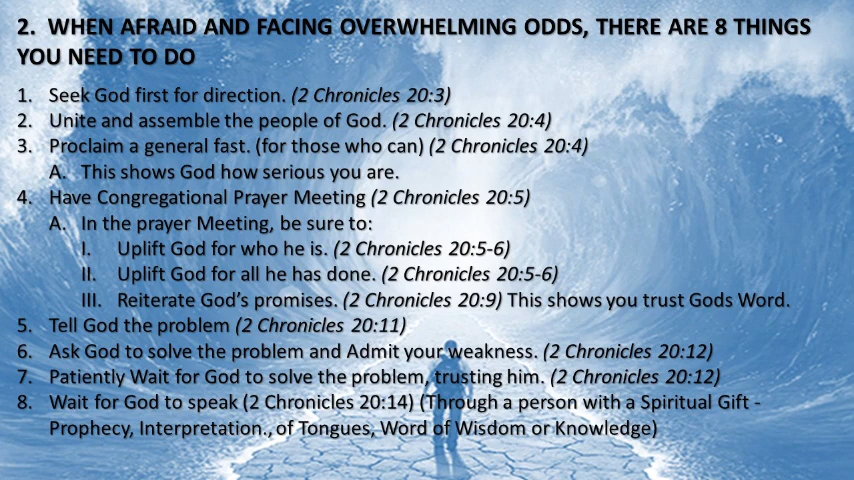 2. WHEN AFRAID AND FACING OVERWHELMING ODDS, THERE ARE 8 THINGS
YOU NEED TO DO
1. Seek God first for direction. (2 Chronicles 20:3)
2. Unite and assemble the people of God. (2 Chronicles 20:4)
3. Proclaim a general fast. (for those who can) (2 Chronicles 20:4)
A. This shows God how serious you are.
4. Have Congregational Prayer Meeting (2 Chronicles 20:5)
A. In the prayer Meeting, be sure to:
I. Uplift God for who he is. (2 Chronicles 20:5-6)
II. Uplift God for all he has done. (2 Chronicles 20:5-6)
III. Reiterate God's promises. (2 Chronicles 20:9) This shows you trust Gods Word.
5. Tell God the problem (2 Chronicles 20:11)
6. Ask God to solve the problem and Admit your weakness. (2 Chronicles 20:12)
7. Patiently Wait for God to solve the problem, trusting him. (2 Chronicles 20:12)
8. Wait for God to speak (2 Chronicles 20:14) (Through a person with a Spiritual Gift -
Prophecy, Interpretation., of Tongues, Word of Wisdom or Knowledge)